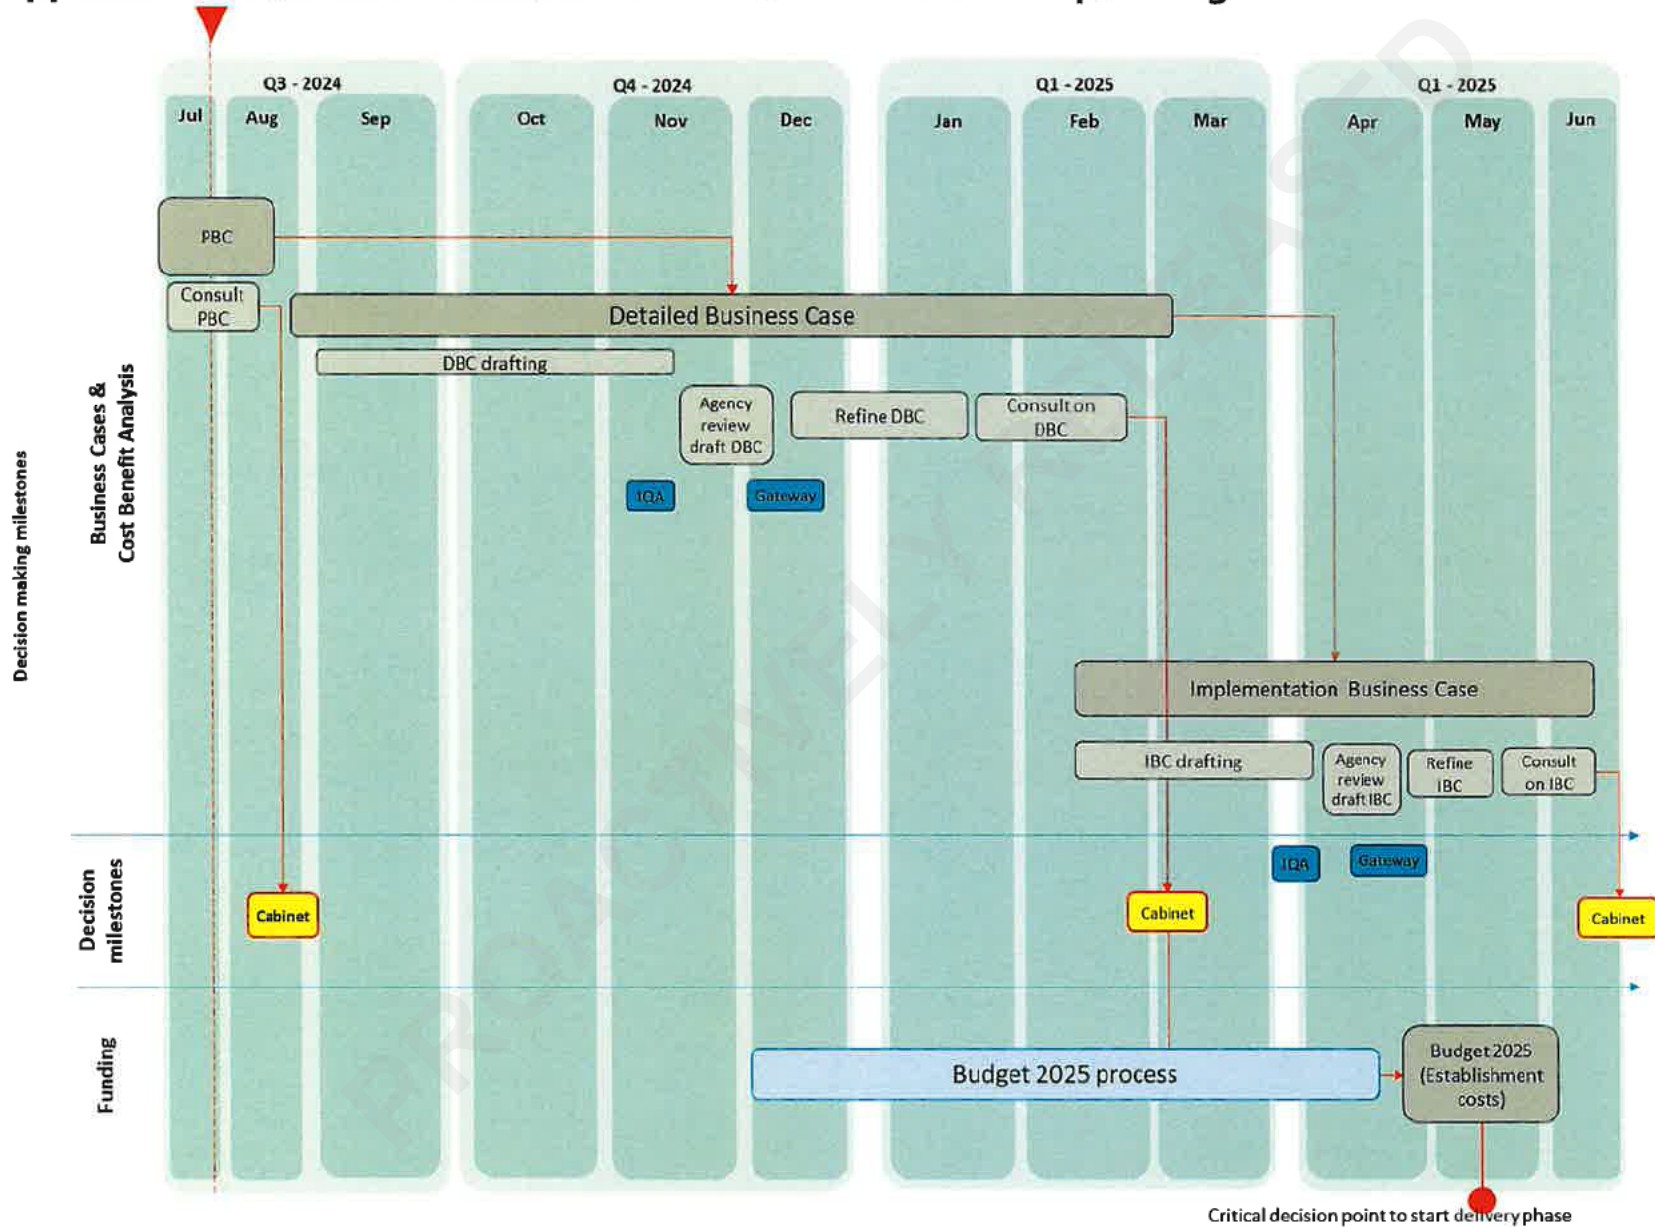 Q3 - 2024
Q4 - 2024
Q1 - 2025
Q1 - 2025
Jul
Aug
Sep
Oct
Nov
Dec
Jan
Feb
Mar
Apr
May
Jun
Decision making milestones
Business Cases &
Cost Benefit Analysis
PBC
Consult
PBC
Detailed Business Case
DBC drafting
Agency
review
draft DBC
Refine DBC
Consult on
DBC
IQA
Gateway
Implementation Business Case
IBC drafting
Agency
review
draft IBC
Refine
IBC
Consult
on IBC
IQA
Gateway
Decision
milestones
Cabinet
Cabinet
Cabinet
Funding
Budget 2025 process
Budget 2025
(Establishment
costs)
Critical decision point to start delivery phase
PROACTIVELY RELEASED